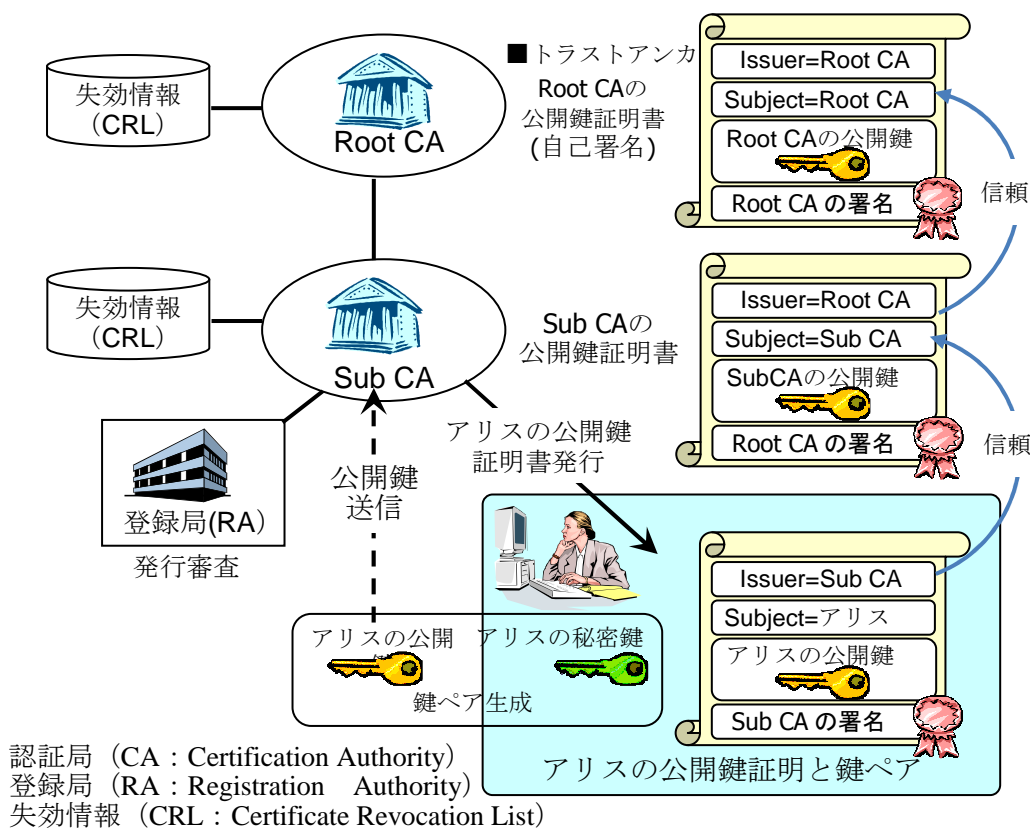 失効情報
（CRL）
Root CA
■トラストアンカ
Root CAの
公開鍵証明書
(自己署名)
Issuer=Root CA
Subject=Root CA
Root CAの公開鍵
Root CA の署名
信頼
失効情報
（CRL）
Sub CA
Sub CAの
公開鍵証明書
Issuer=Root CA
Subject=Sub CA
SubCAの公開鍵
Root CA の署名
信頼
登録局(RA）
発行審査
公開鍵
送信
アリスの公開鍵
証明書発行
Issuer=Sub CA
Subject=アリス
アリスの公開鍵
Sub CA の署名
アリスの公開
アリスの秘密鍵
鍵ペア生成
アリスの公開鍵証明と鍵ペア
認証局（CA：Certification Authority）
登録局（RA：Registration　Authority）
失効情報（CRL：Certificate Revocation List）